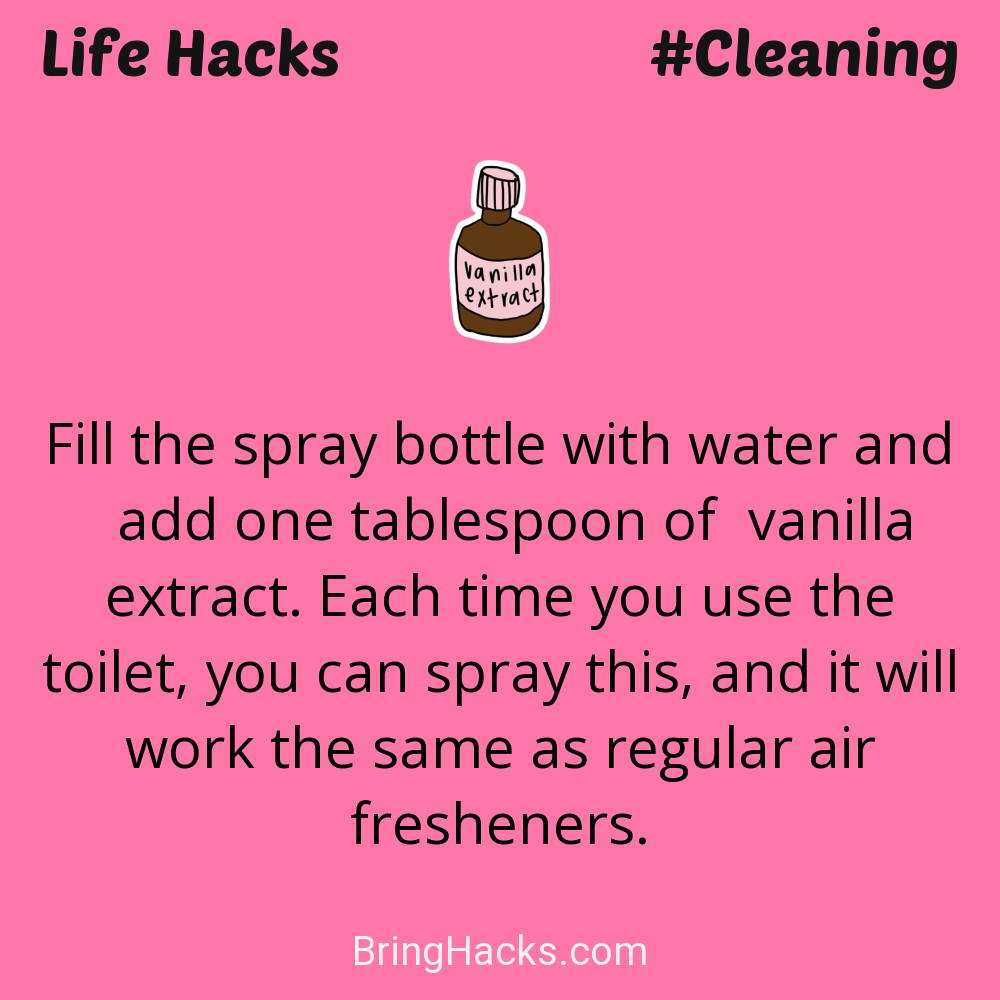 Life Hacks #Cleaning
vanilla
extract
Fill the spray bottle with water and
add one tablespoon of vanilla
extract. Each time you use the
toilet, you can spray this, and it will
work the same as regular air
fresheners.
BringHacks.com